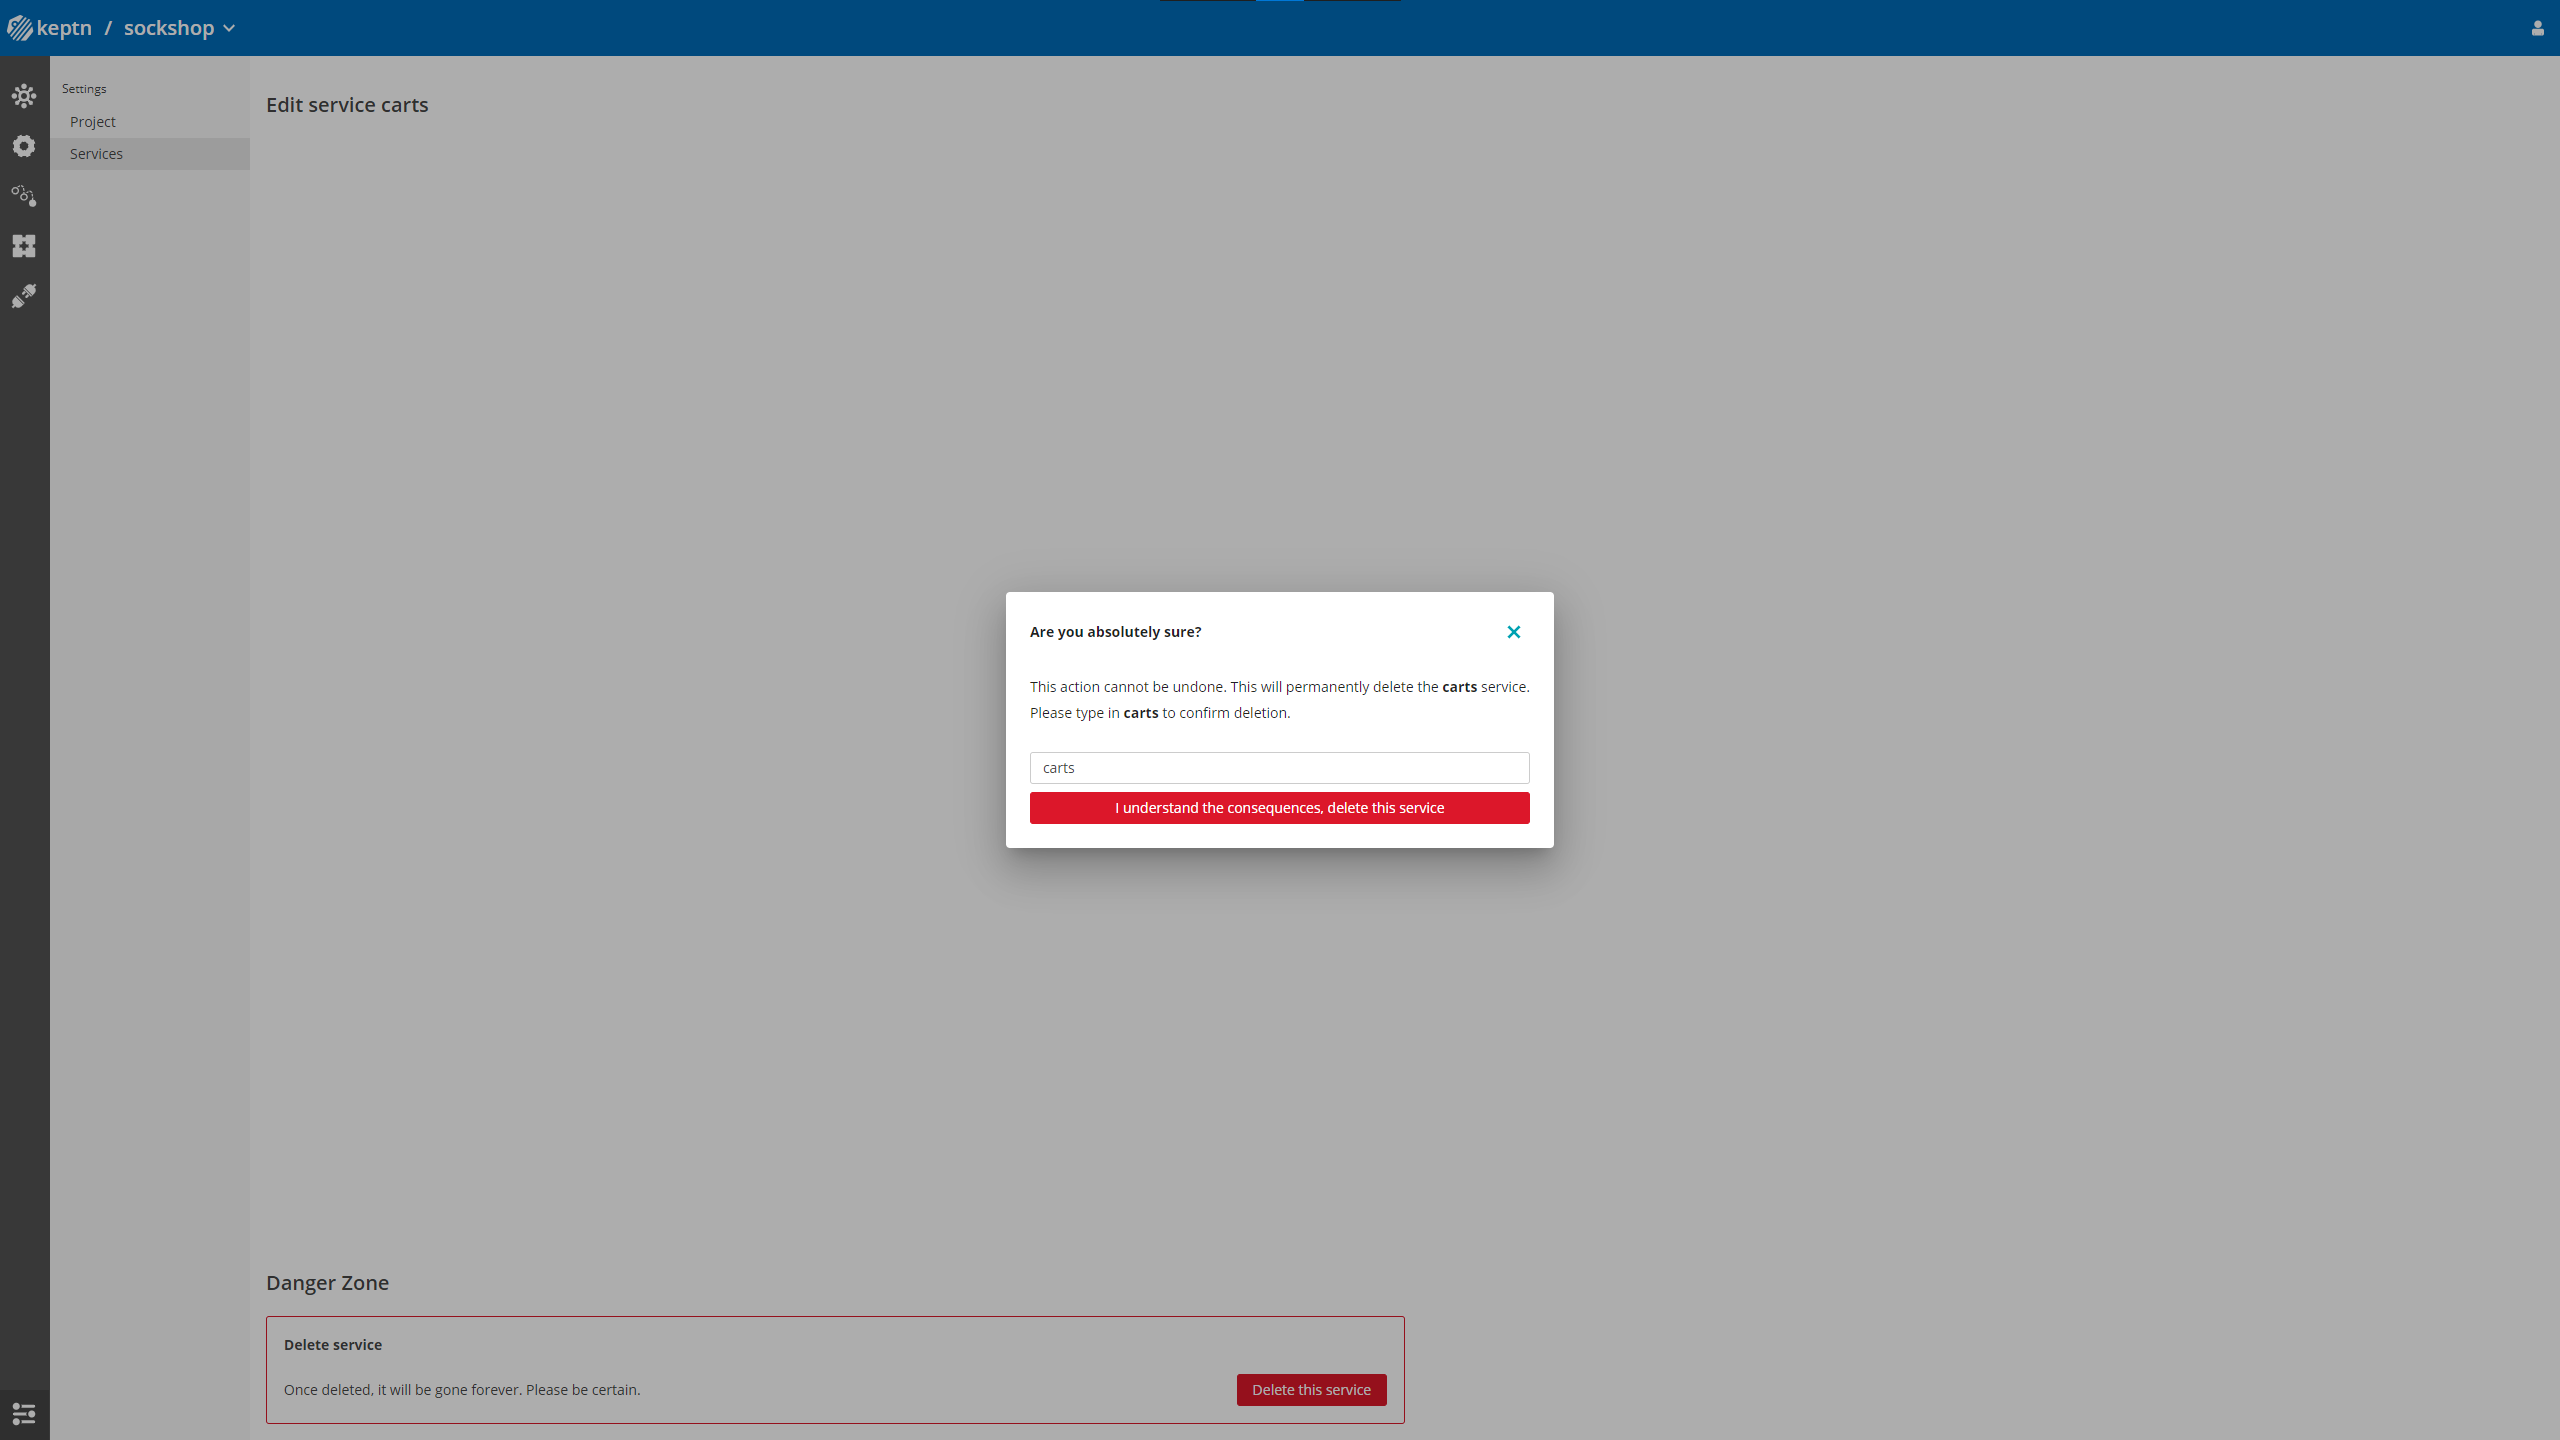 keptn / sockshop
Settings
Project
Services
Edit service carts
Are you absolutely sure?
This action cannot be undone. This will permanently delete the carts service.
Please type in carts to confirm deletion.
carts
I understand the consequences, delete this service
Danger Zone
Delete service
Once deleted, it will be gone forever. Please be certain.
Delete this service